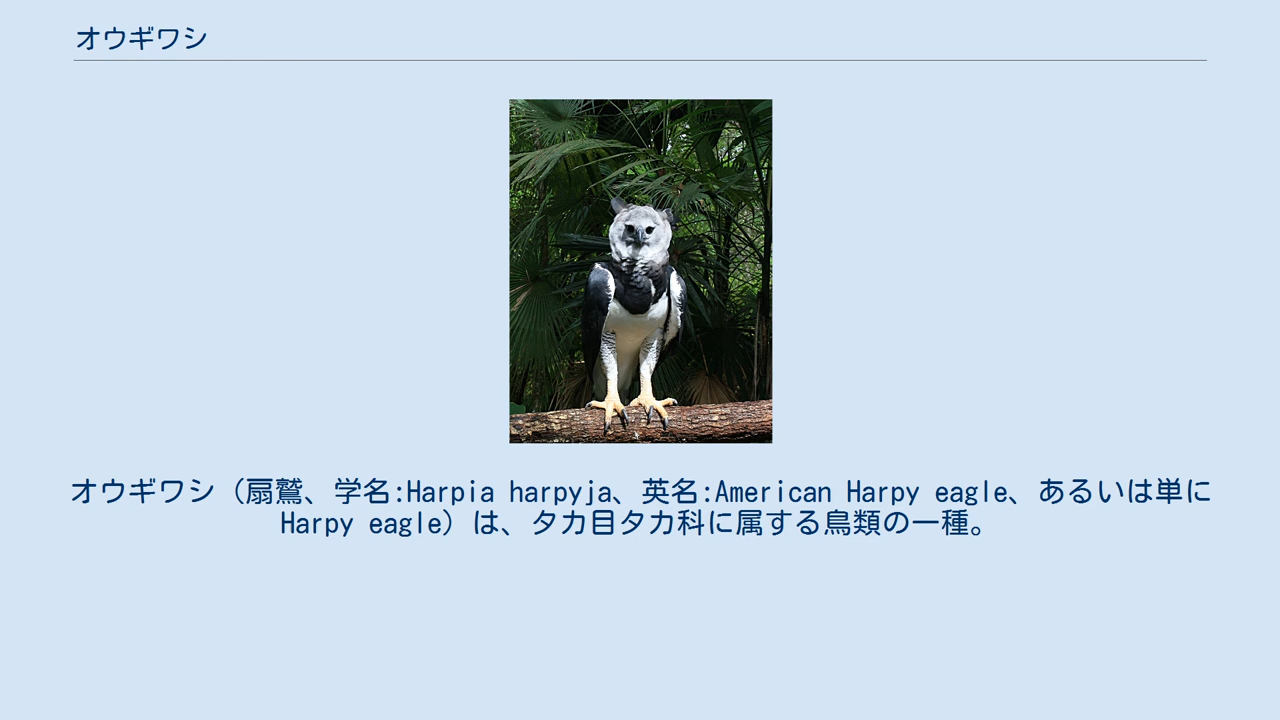 オウギワシ
オウギワシ（扇鷲、学名:Harpia harpyja、英名:American Harpy eagle、あるいは単に
Harpy eagle）は、タカ目タカ科に属する鳥類の一種。